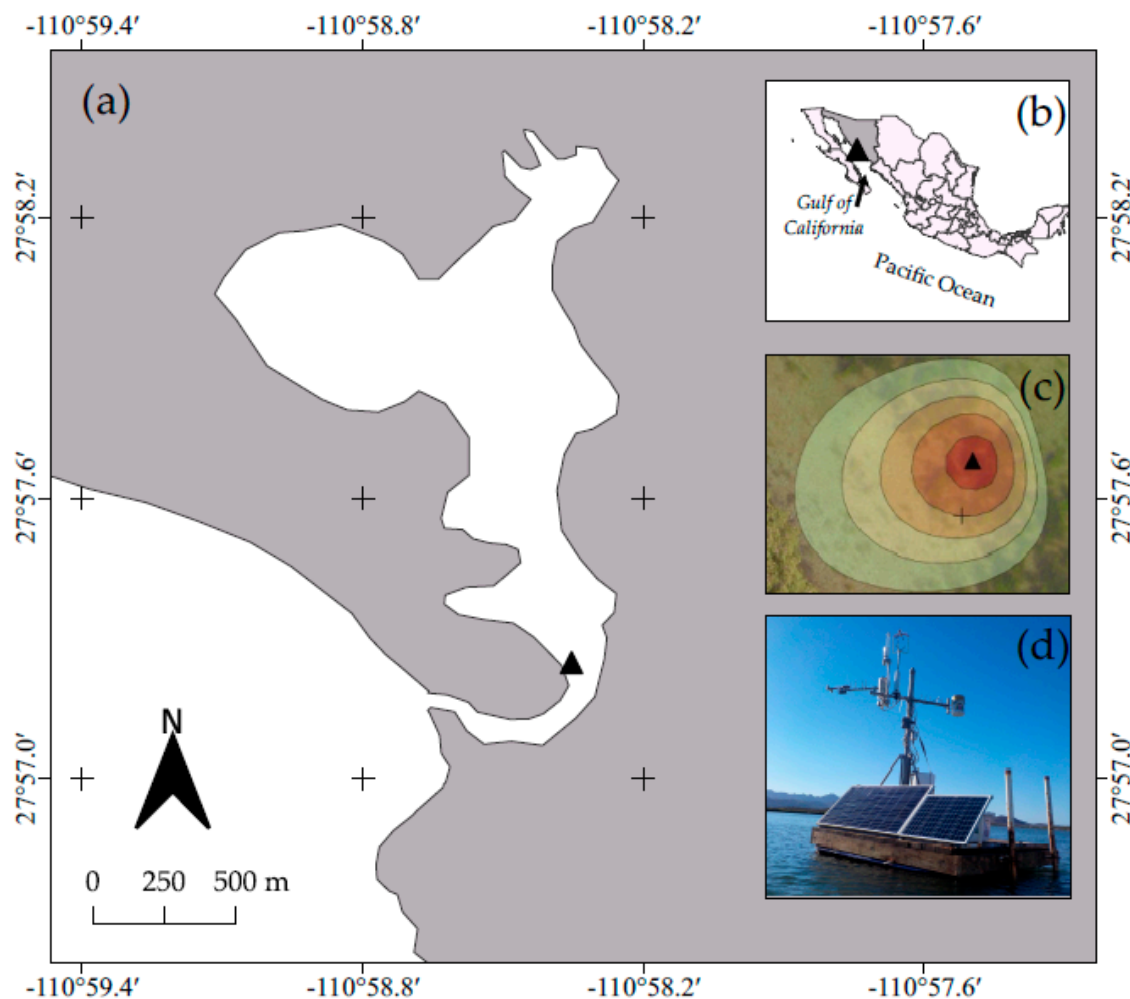 -110°59.4′ -110°58.8′ -110°58.2′ -110°57.6′
(a)
(b)
Gulf of
California
Pacific Ocean
27°58.2′ 27°58.2′
(c)
27°57.6′ 27°57.6′
(d)
N
27°57.0′ 27°57.0′
0 250 500 m
-110°59.4′ -110°58.8′ -110°58.2′ -110°57.6′